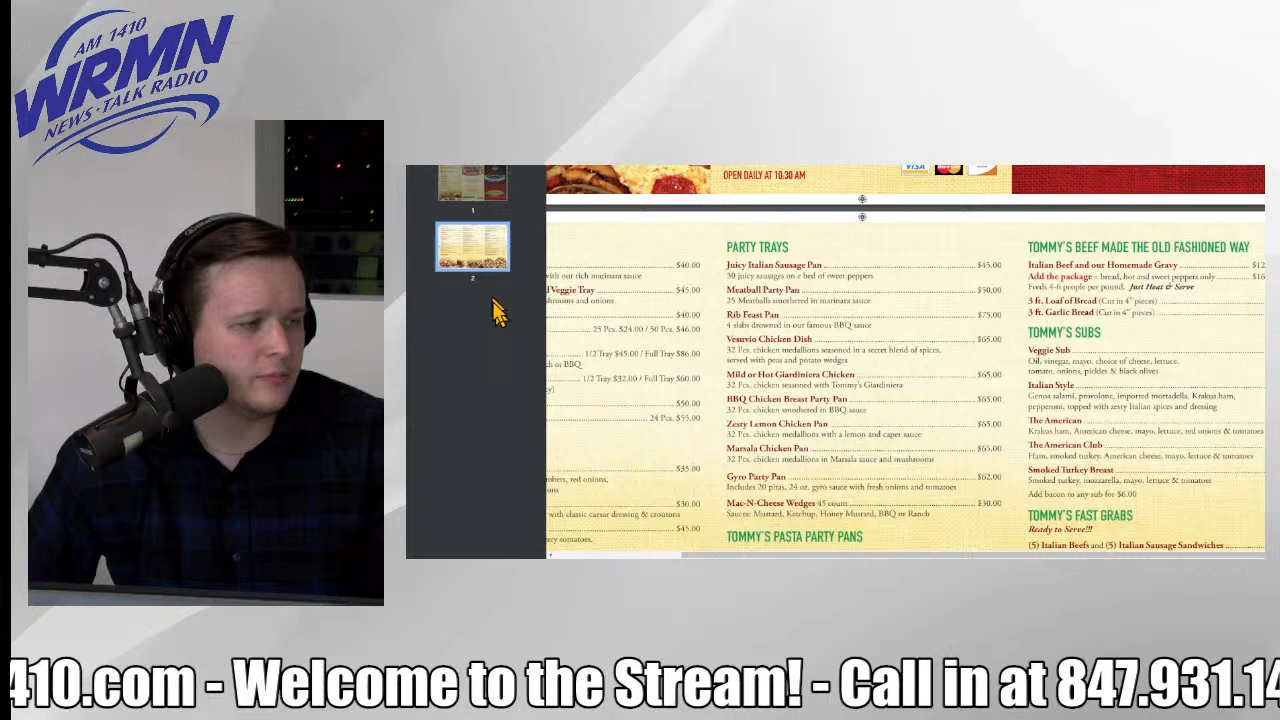 AM 1410
WRMN
NEWS·TALK RADIO
OPEN DAILY AT 10:30 AM
VISA
1
2
$40.00
with our rich marinara sauce
Veggie Tray $45.00
and onions
$40.00
25 Pcs. $24.00 / 50 Pcs. $46.00
1/2 Tray $45.00 / Full Tray $86.00
or BBQ
1/2 Tray $32.00 / Full Tray $60.00
$50.00
24 Pcs. $55.00
$35.00
red onions,
$30.00
with classic caesar dressing & croutons
$45.00
tomatoes,
PARTY TRAYS
Juicy Italian Sausage Pan $45.00
30 juicy sausages on e bed of sweet peppers
Meatball Party Pan $50.00
25 Meatballs smothered in marinara sauce
Rib Feast Pan $75.00
4 slabs drowned in our famous BBQ sauce
Vesuvio Chicken Dish $65.00
32 Pcs. chicken medallions seasoned in a secret blend of spices,
served with peas and potato wedges
Mild or Hot Giardiniera Chicken $65.00
32 Pcs. chicken seasoned with Tommy's Giardiniera
BBQ Chicken Breast Party Pan $65.00
32 Pcs. chicken smothered in BBQ sauce
Zesty Lemon Chicken Pan $65.00
32 Pcs. chicken medallions with a lemon and caper sauce
Marsala Chicken Pan $65.00
32 Pcs. chicken medallions in Marsala sauce and mushrooms
Gyro Party Pan $62.00
Includes 20 pitas, 24 oz. gyro sauce with fresh onions and tomatoes
Mac-N-Cheese Wedges 45 count $30.00
Sauces: Mustard, Ketchup, Honey Mustard, BBQ or Ranch
TOMMY'S PASTA PARTY PANS
TOMMY'S BEEF MADE THE OLD FASHIONED WAY
Italian Beef and our Homemade Gravy $12
Add the package - bread, hot and sweet peppers only $16
Feeds 4-6 people per pound. Just Heat & Serve
3 ft. Loaf of Bread (Cut in 4" pieces)
3 ft. Garlic Bread (Cut in 4" pieces)
TOMMY'S SUBS
Veggie Sub
Oil, vinegar, mayo, choice of cheese, lettuce,
tomato, onions, pickles & black olives
Italian Style
Genoa salami, provolone, imported mortadella, Krakus ham,
pepperoni, topped with zesty Italian spices and dressing
The American
Krakus ham, American cheese, mayo, lettuce, red onions & tomatoes
The American Club
Ham, smoked turkey, American cheese, mayo, lettuce & tomatoes
Smoked Turkey Breast
Smoked turkey, mozzarella, mayo, lettuce & tomatoes
Add bacon to any sub for $6.00
TOMMY'S FAST GRABS
Ready to Serve!!!
(5) Italian Beefs and (5) Italian Sausage Sandwiches
410.com - Welcome to the Stream! - Call in at 847.931.14